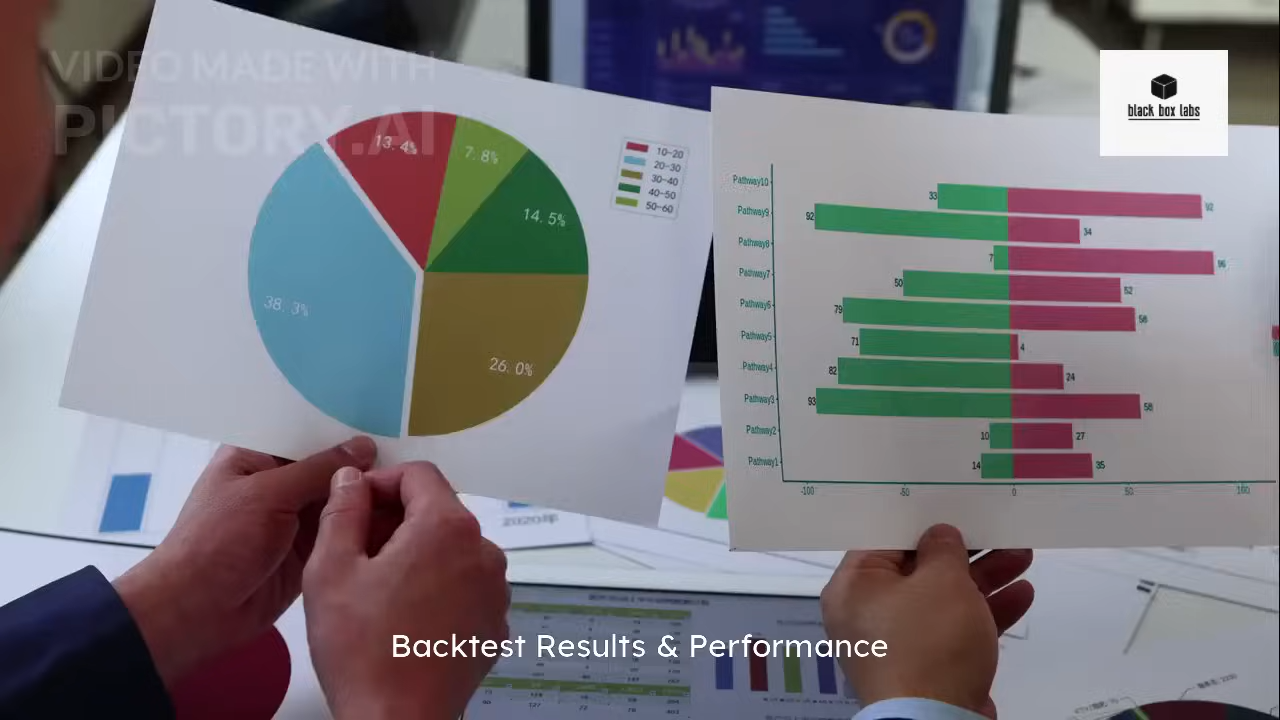 VIDEO MADE WITH
PICTORY.AI
black box labs
13.4%
7.8%
14.5%
38.3%
26.0%
10-20
20-30
30-40
40-50
50-60
Pathway10
33
92
Pathway9
92
34
Pathway8
7
96
Pathway7
50
52
Pathway6
79
56
Pathway5
71
4
Pathway4
82
24
Pathway3
93
58
Pathway2
10
27
Pathway1
14
35
-100
-50
0
50
100
Backtest Results & Performance